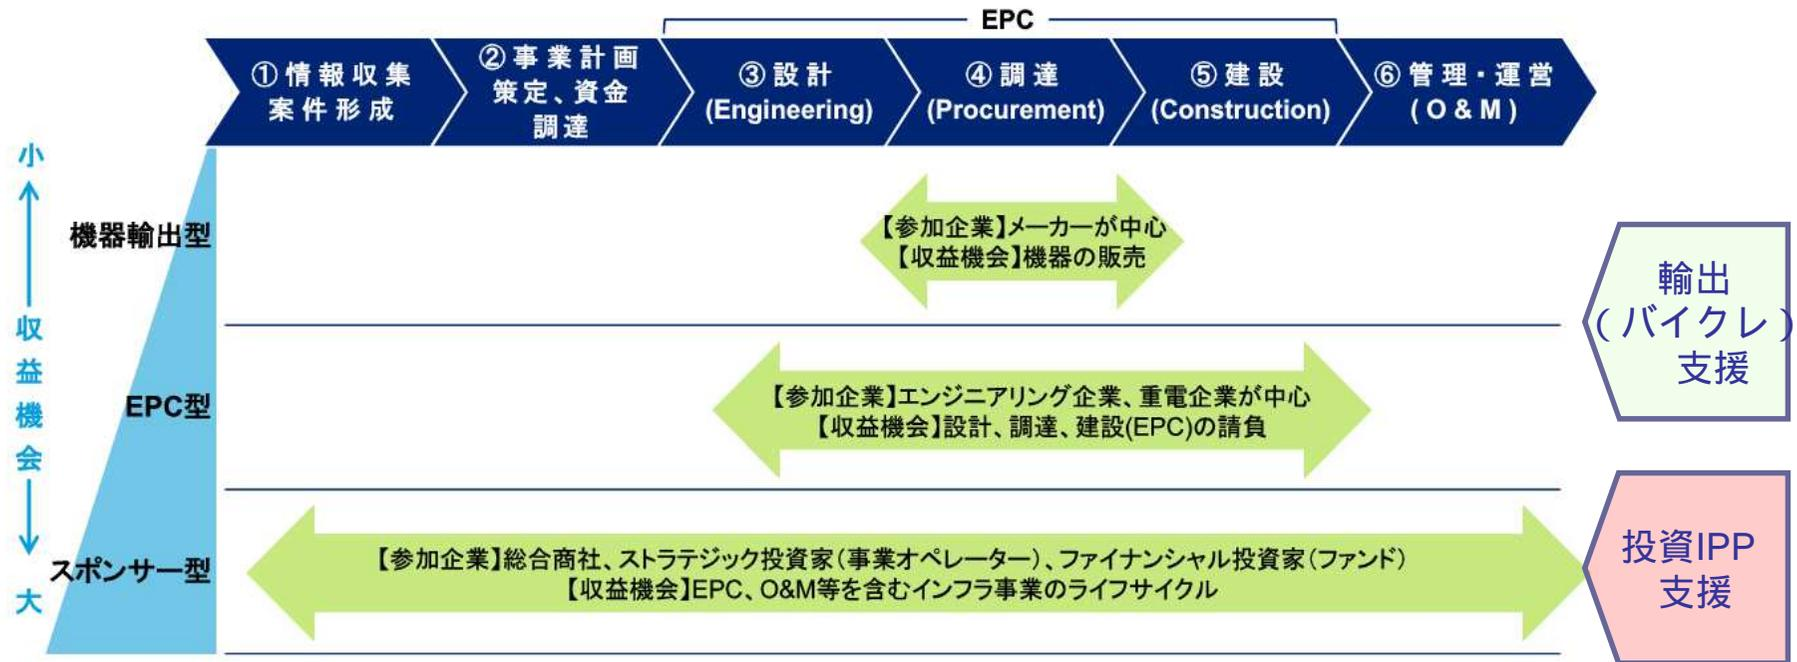 EPC
①情報収集
案件形成
②事業計画
策定、資金
調達
③設計
(Engineering)
④調達
(Procurement)
⑤建設
(Construction)
⑥管理・運営
(O&M)
小
収益機会
大
機器輸出型
【参加企業】メーカーが中心
【収益機会】機器の販売
EPC型
【参加企業】エンジニアリング企業、重電企業が中心
【収益機会】設計、調達、建設(EPC)の請負
スポンサー型
【参加企業】総合商社、ストラテジック投資家(事業オペレーター)、ファイナンシャル投資家(ファンド)
【収益機会】EPC、O&M等を含むインフラ事業のライフサイクル
輸出
(バイクレ)
支援
投資IPP
支援